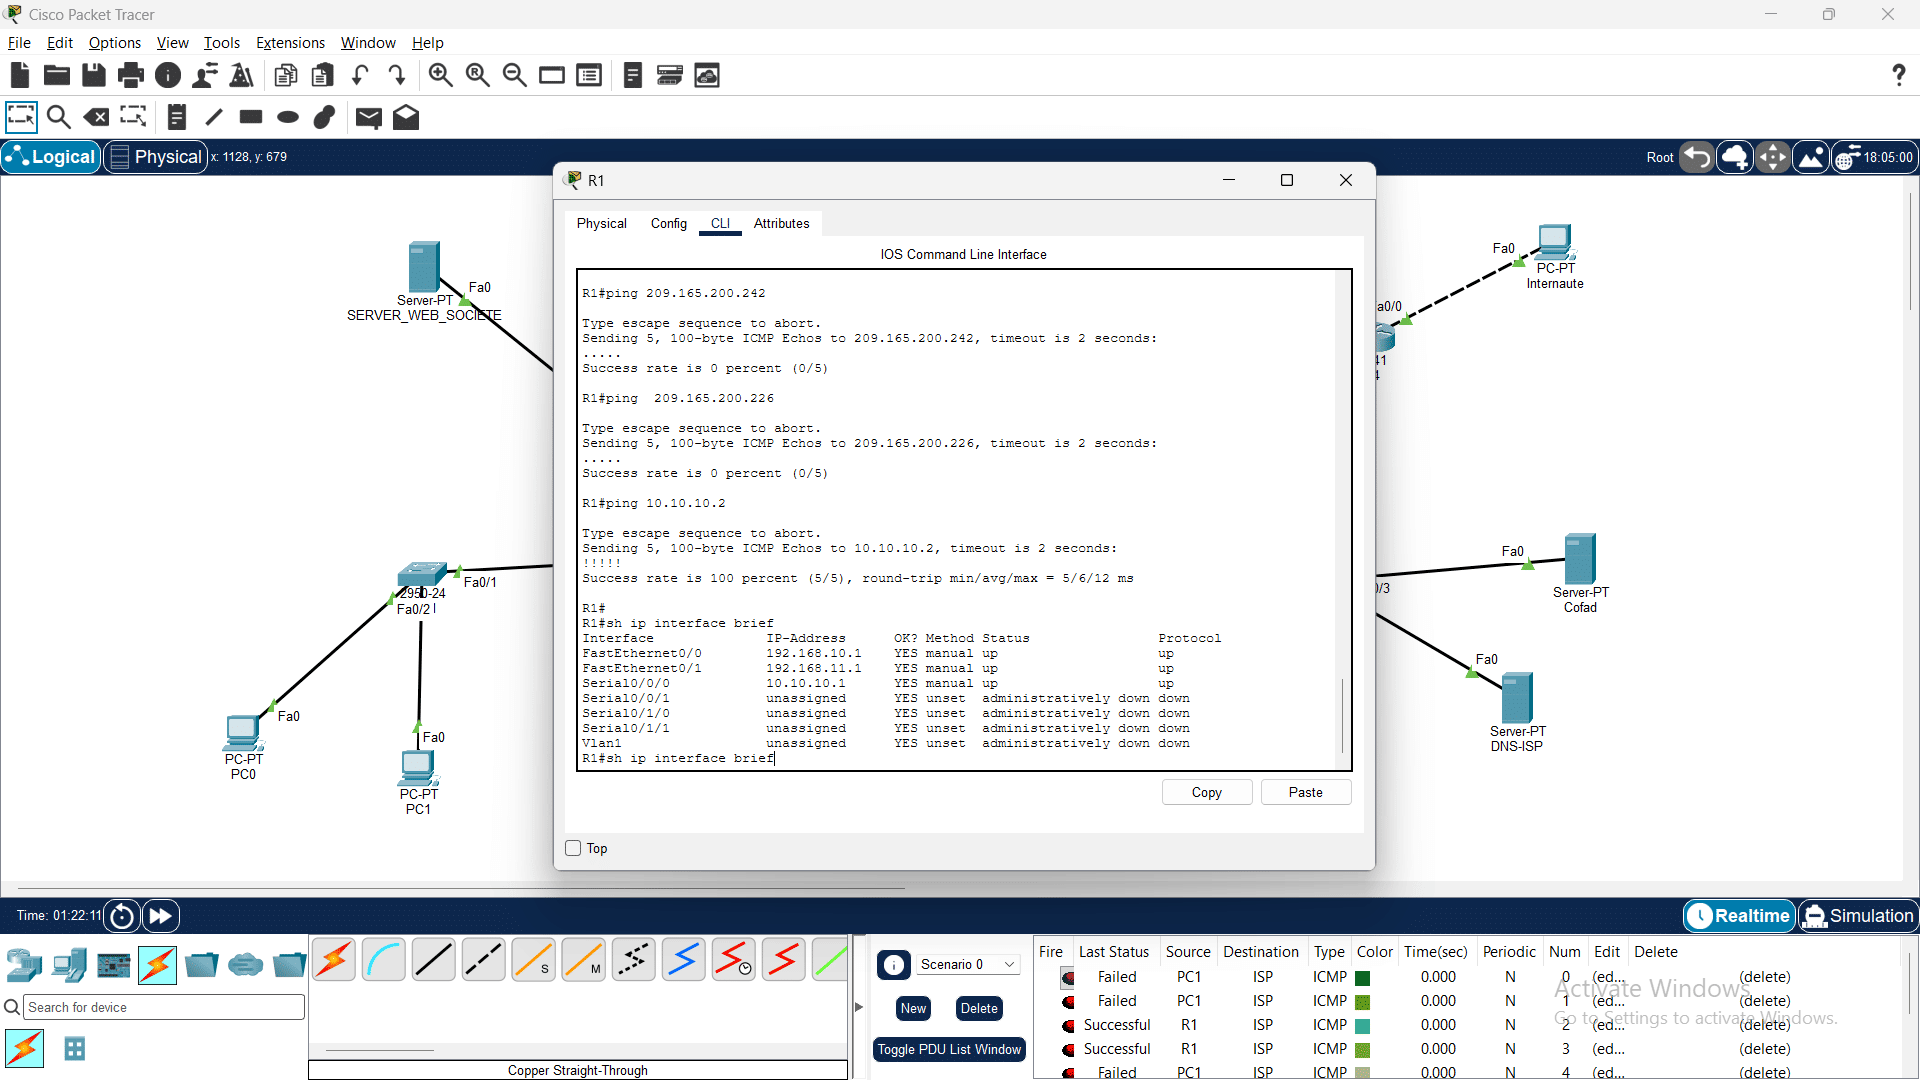 Cisco Packet Tracer
File Edit Options View Tools Extensions Window Help
Logical Physical x: 1128, y: 679 Root 18:05:00
R1
Physical Config CLI Attributes
IOS Command Line Interface
R1#ping 209.165.200.242
Type escape sequence to abort.
Sending 5, 100-byte ICMP Echos to 209.165.200.242, timeout is 2 seconds:
.....
Success rate is 0 percent (0/5)
R1#ping  209.165.200.226
Type escape sequence to abort.
Sending 5, 100-byte ICMP Echos to 209.165.200.226, timeout is 2 seconds:
.....
Success rate is 0 percent (0/5)
R1#ping 10.10.10.2
Type escape sequence to abort.
Sending 5, 100-byte ICMP Echos to 10.10.10.2, timeout is 2 seconds:
!!!!!
Success rate is 100 percent (5/5), round-trip min/avg/max = 5/6/12 ms
R1#
R1#sh ip interface brief
Interface IP-Address OK? Method Status Protocol
FastEthernet0/0 192.168.10.1 YES manual up up
FastEthernet0/1 192.168.11.1 YES manual up up
Serial0/0/0 10.10.10.1 YES manual up up
Serial0/0/1 unassigned YES unset administratively down down
Serial0/1/0 unassigned YES unset administratively down down
Serial0/1/1 unassigned YES unset administratively down down
Vlan1 unassigned YES unset administratively down down
R1#sh ip interface brief
Copy Paste
Top
Fa0
Server-PT
SERVER_WEB_SOCIETE
2950-24
Fa0/1
Fa0/2
Fa0
PC-PT
PC0
Fa0
PC-PT
PC1
Fa0
PC-PT
Internaute
a0/0
41
4
Fa0
Server-PT
Cofad
0/3
Fa0
Server-PT
DNS-ISP
Time: 01:22:11 Realtime Simulation
Search for device
S M
Copper Straight-Through
Scenario 0
New Delete
Toggle PDU List Window
Fire Last Status Source Destination Type Color Time(sec) Periodic Num Edit Delete
Failed PC1 ISP ICMP 0.000 N 0 (ed... (delete)
Failed PC1 ISP ICMP 0.000 N 1 (ed... (delete)
Successful R1 ISP ICMP 0.000 N 2 (ed... (delete)
Successful R1 ISP ICMP 0.000 N 3 (ed... (delete)
Failed PC1 ISP ICMP 0.000 N 4 (ed... (delete)
Activate Windows
Go to Settings to activate Windows.